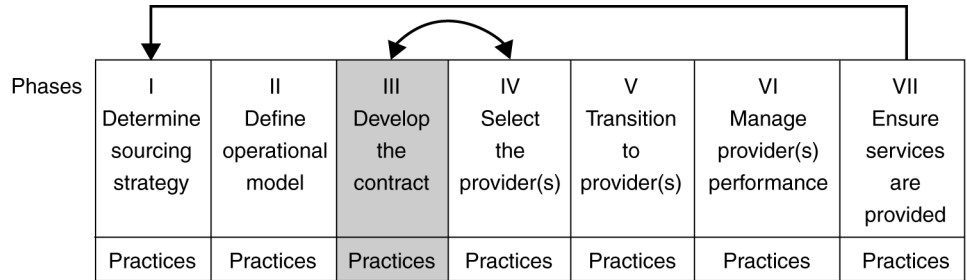 Phases
I
Determine
sourcing
strategy
II
Define
operational
model
III
Develop
the
contract
IV
Select
the
provider(s)
V
Transition
to
provider(s)
VI
Manage
provider(s)
performance
VII
Ensure
services
are
provided
Practices
Practices
Practices
Practices
Practices
Practices
Practices